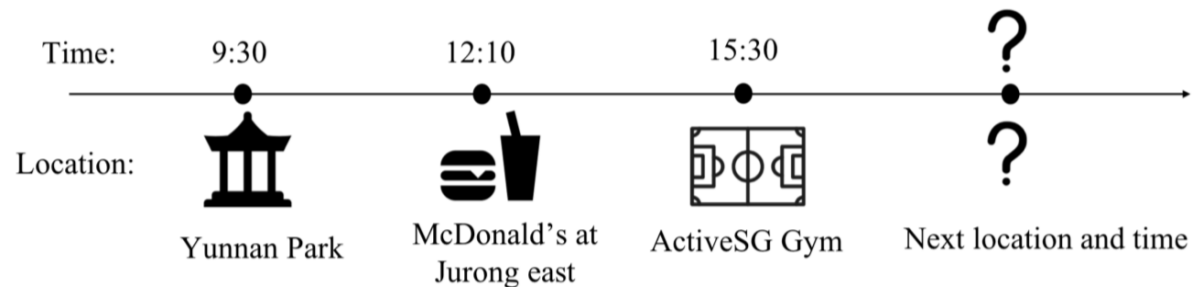 Time: 9:30 12:10 15:30 ?
Location: ?
Yunnan Park McDonald's at ActiveSG Gym Next location and time
Jurong east